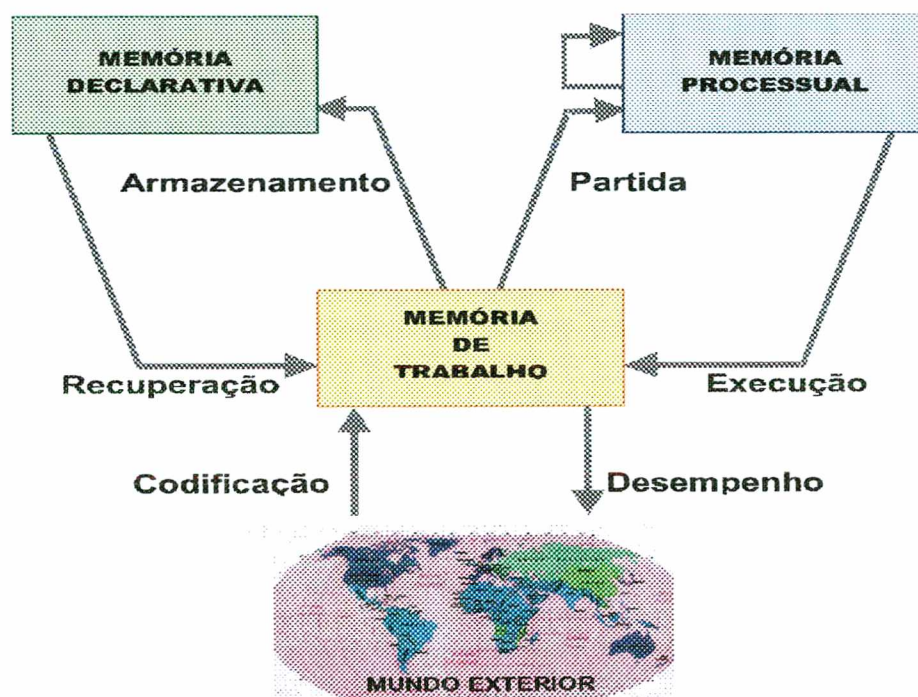 MEMÓRIA
DECLARATIVA
MEMÓRIA
PROCESSUAL
Armazenamento
Partida
MEMÓRIA
DE
TRABALHO
Recuperação
Execução
Codificação
Desempenho
MUNDO EXTERIOR